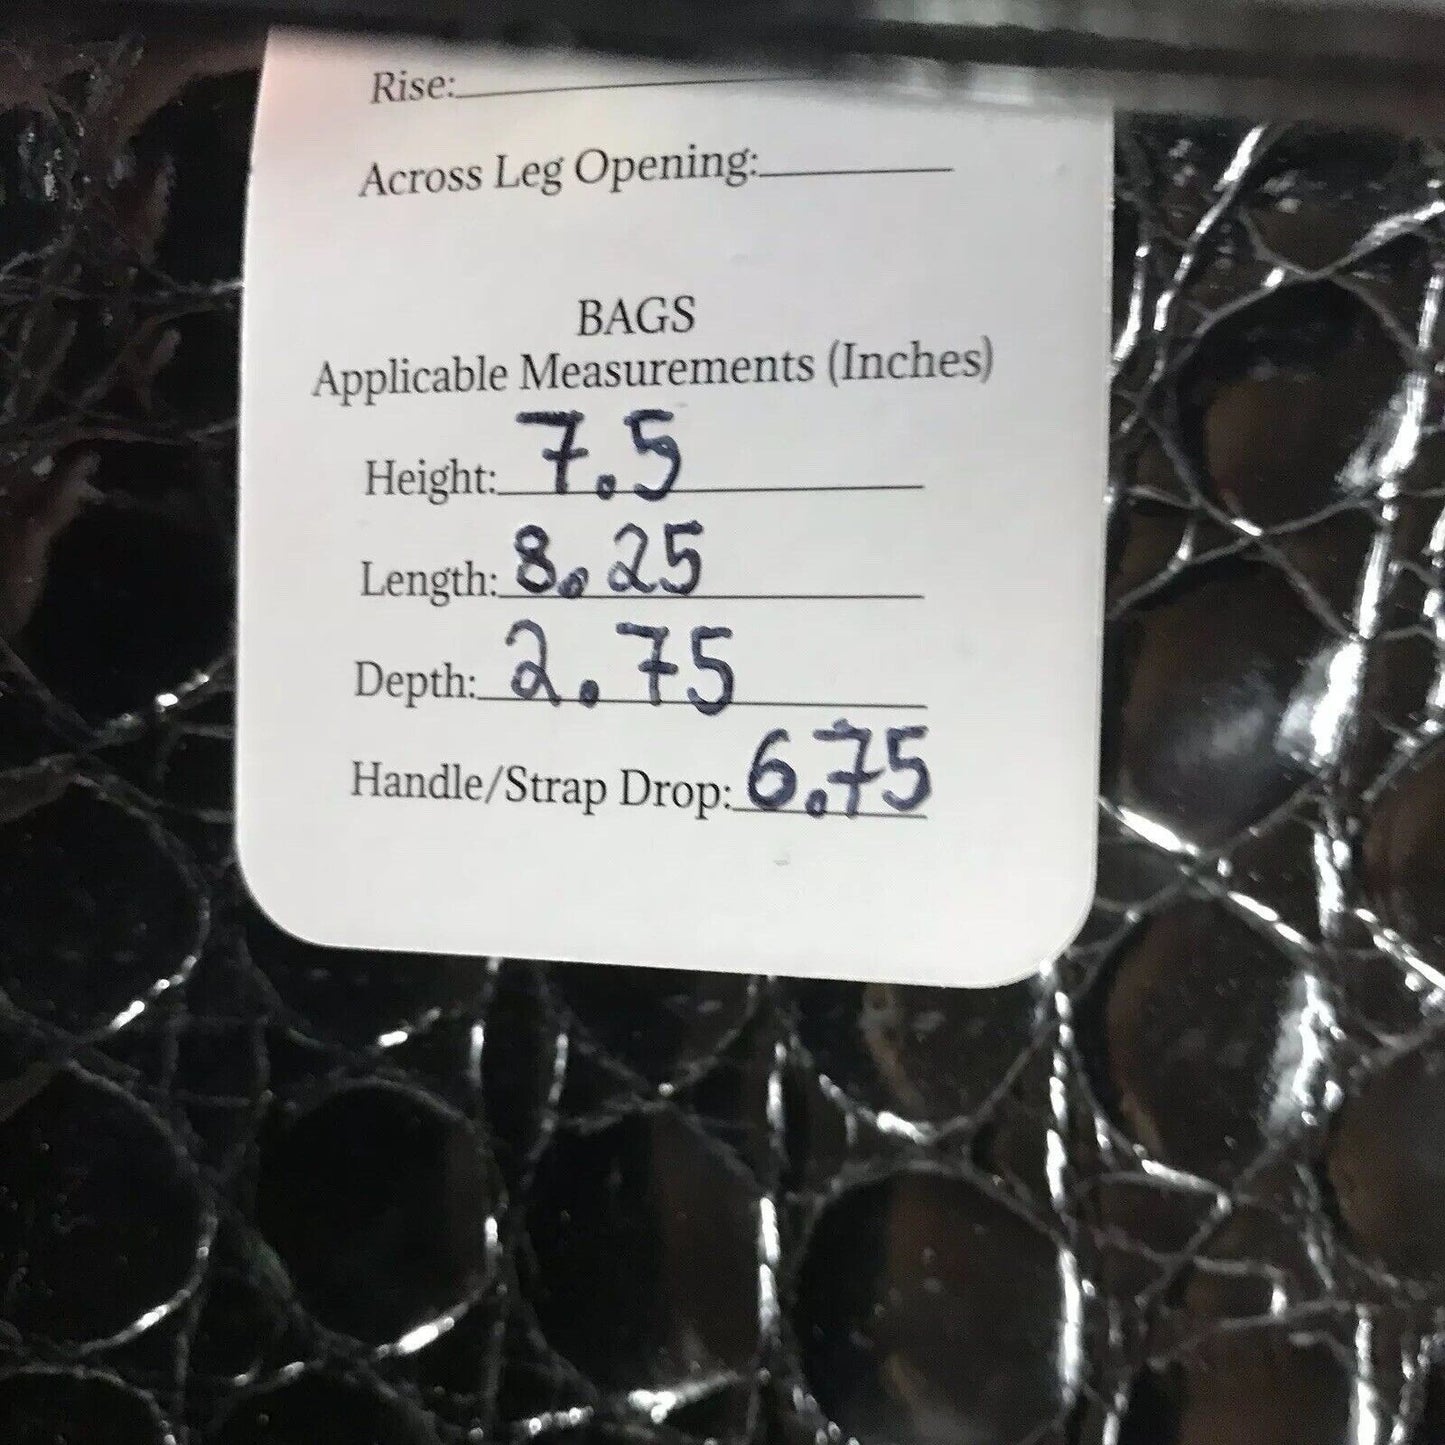 Rise:
Across Leg Opening:
BAGS
Applicable Measurements (Inches)
Height: 7.5
Length: 8.25
Depth: 2.75
Handle/Strap Drop: 6.75